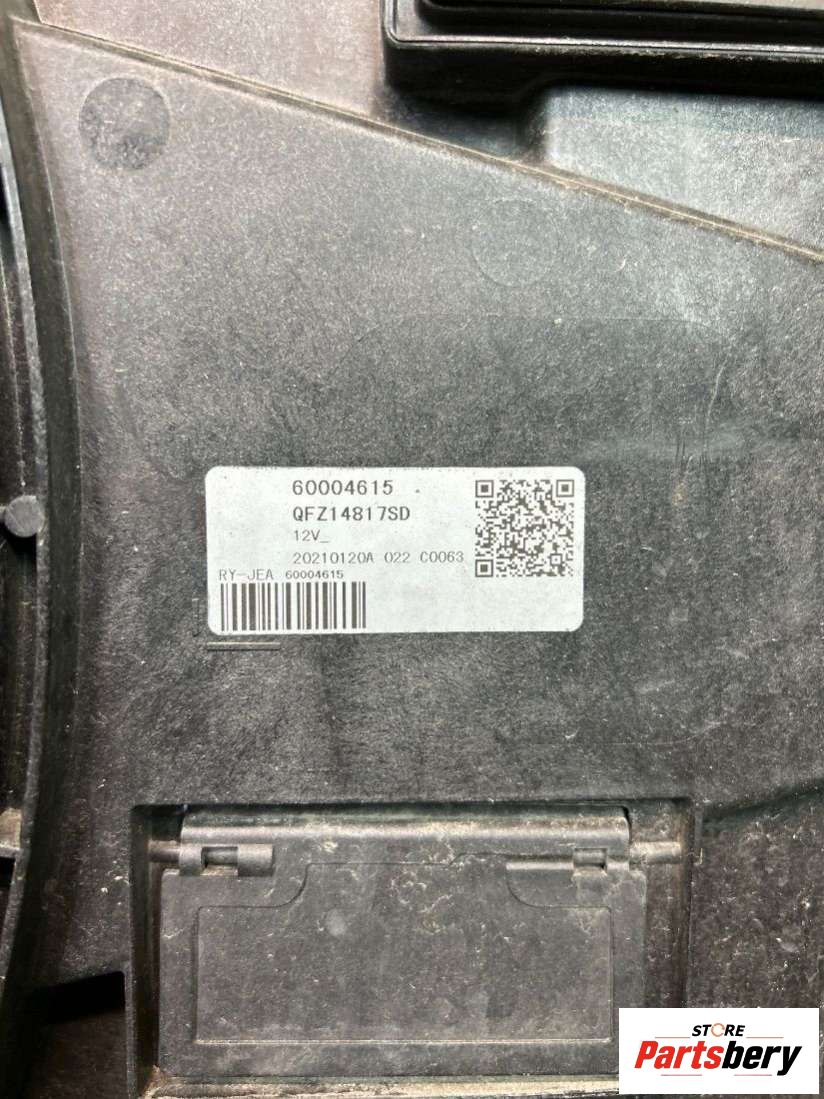 60004615
QFZ14817SD
12V_
20210120A 022 C0063
RY-JEA 60004615
STORE
Partsbery